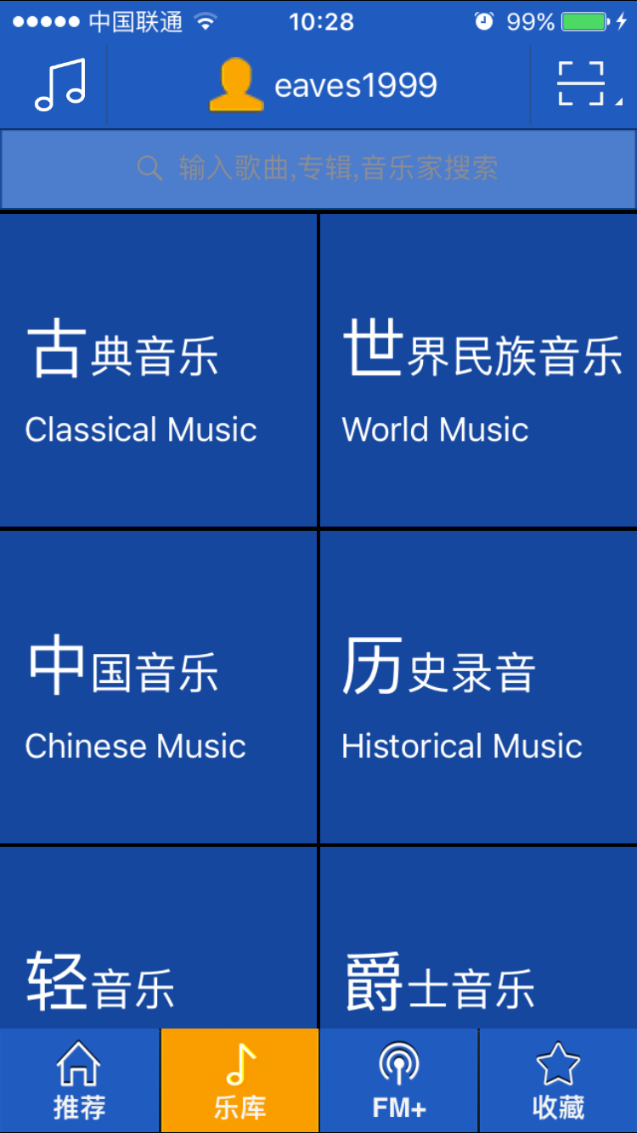 中国联通 10:28 99%
eaves1999
输入歌曲,专辑,音乐家搜索
古典音乐
Classical Music
世界民族音乐
World Music
中国音乐
Chinese Music
历史录音
Historical Music
轻音乐
爵士音乐
推荐 乐库 FM+ 收藏